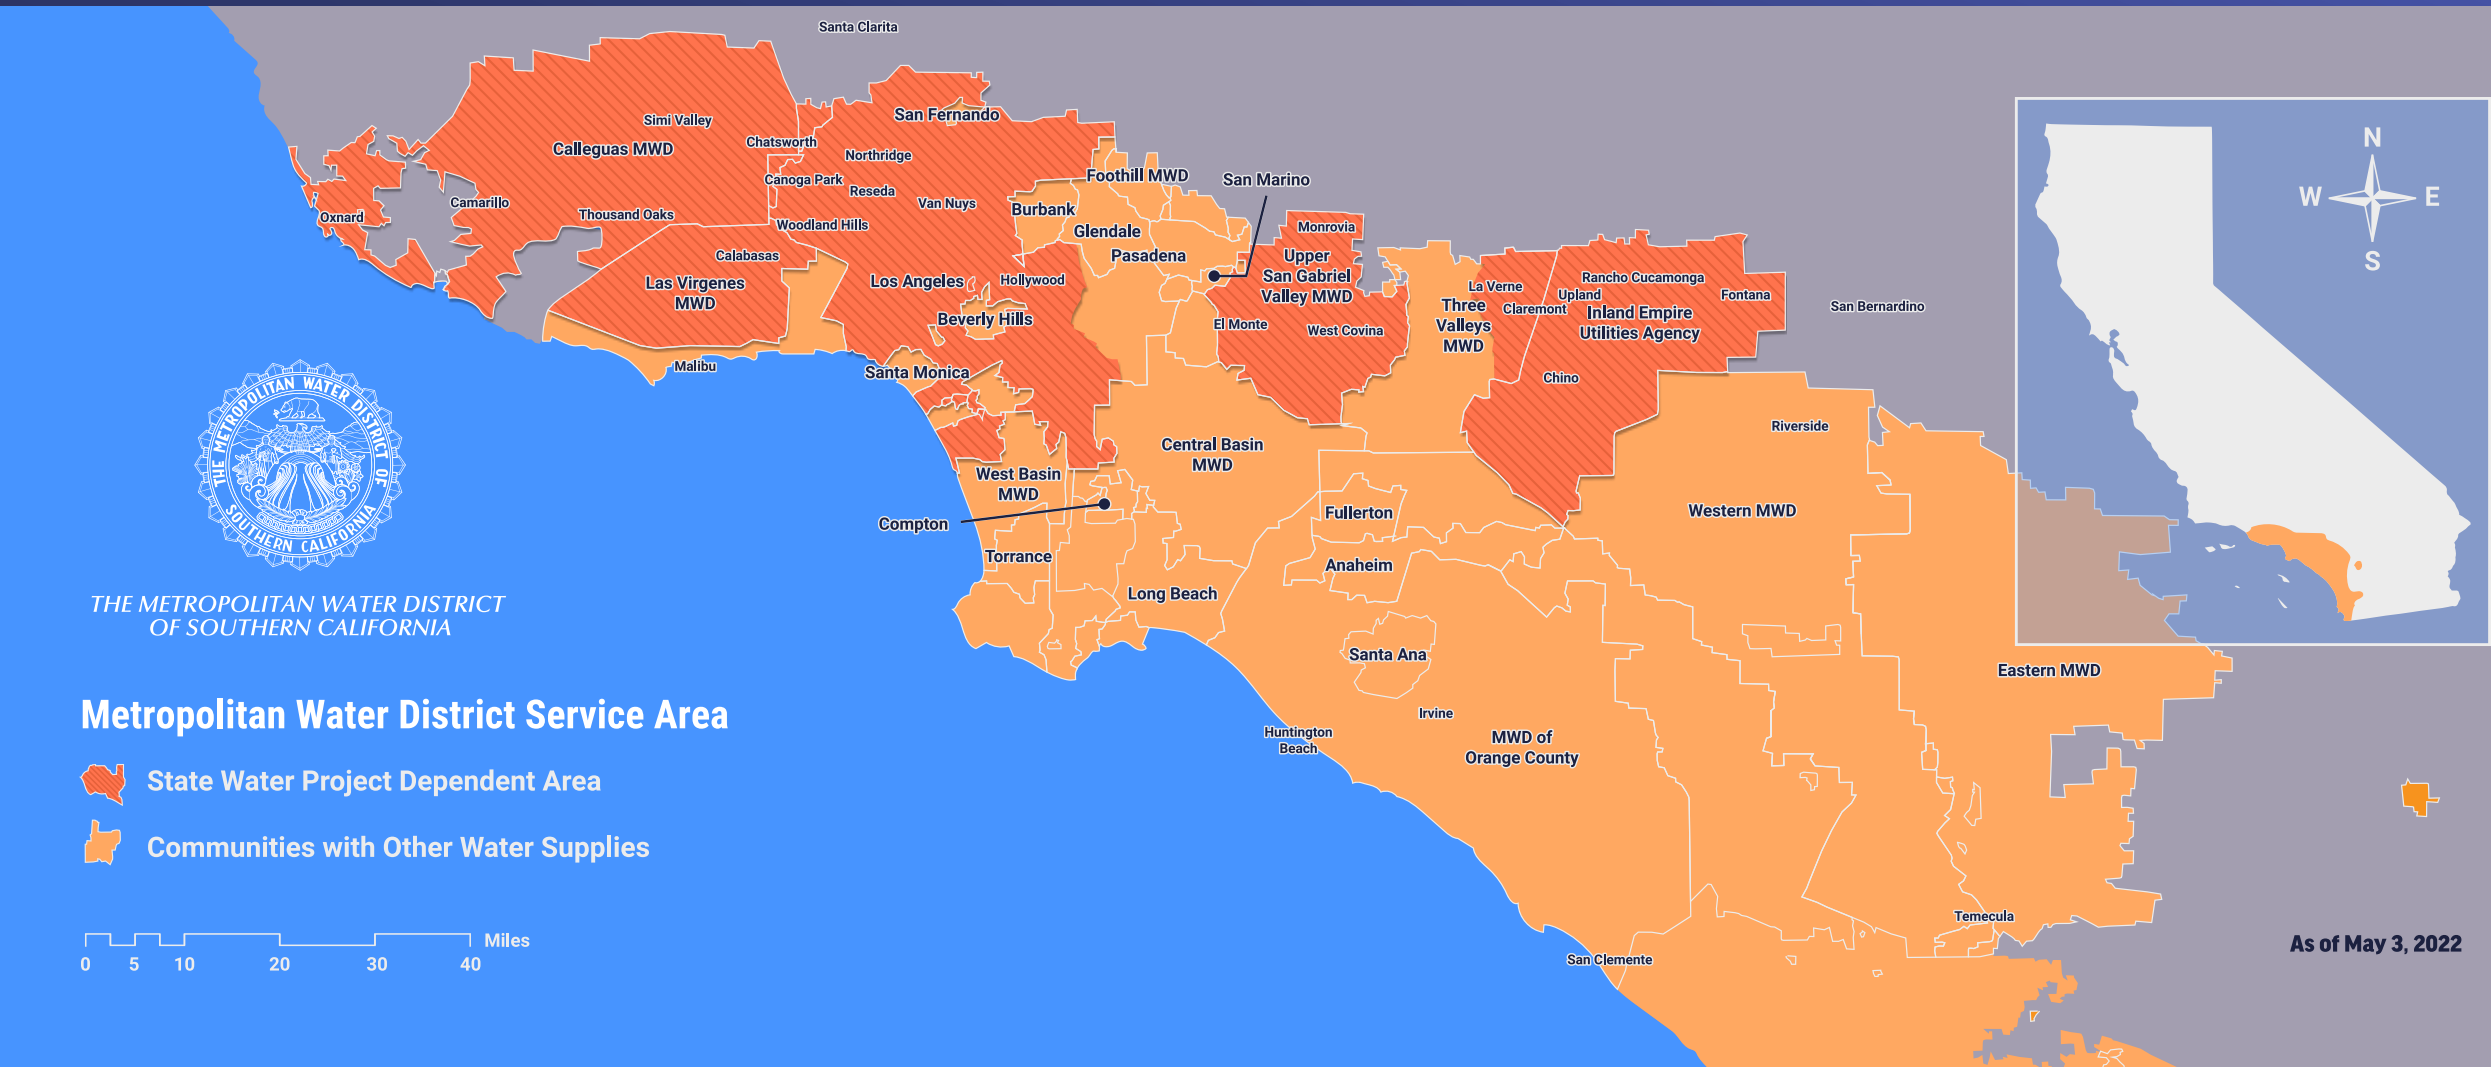 Santa Clarita
San Fernando
Simi Valley
Chatsworth
Calleguas MWD
Northridge
Canoga Park
Reseda
Foothill MWD
San Marino
Camarillo
Van Nuys
Burbank
Oxnard
Thousand Oaks
Woodland Hills
Glendale
Monrovia
Calabasas
Pasadena
Upper
San Gabriel
Valley MWD
Las Virgenes
MWD
Los Angeles
Hollywood
La Verne
Rancho Cucamonga
Upland
Fontana
Claremont
Three
Valleys
MWD
Inland Empire
Utilities Agency
San Bernardino
Beverly Hills
El Monte
West Covina
Malibu
Santa Monica
Chino
Riverside
Central Basin
MWD
West Basin
MWD
Compton
Fullerton
Western MWD
Torrance
Anaheim
Long Beach
Santa Ana
Eastern MWD
Irvine
Huntington
Beach
MWD of
Orange County
Temecula
San Clemente
N
W
E
S
THE METROPOLITAN WATER DISTRICT OF
SOUTHERN CALIFORNIA
THE METROPOLITAN WATER DISTRICT
OF SOUTHERN CALIFORNIA
Metropolitan Water District Service Area
State Water Project Dependent Area
Communities with Other Water Supplies
Miles
0 5 10 20 30 40
As of May 3, 2022